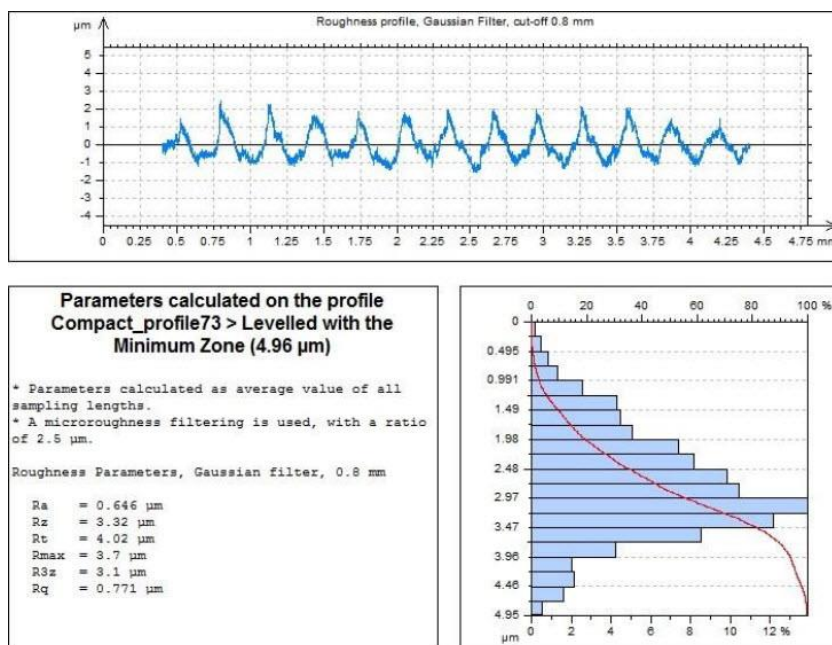 Roughness profile, Gaussian Filter, cut-off 0.8 mm
µm
5
4
3
2
1
0
-1
-2
-3
-4
0 0.25 0.5 0.75 1 1.25 1.5 1.75 2 2.25 2.5 2.75 3 3.25 3.5 3.75 4 4.25 4.5 4.75 mm
Parameters calculated on the profile
Compact_profile73 > Levelled with the
Minimum Zone (4.96 µm)
* Parameters calculated as average value of all
sampling lengths.
* A microroughness filtering is used, with a ratio
of 2.5 µm.
Roughness Parameters, Gaussian filter, 0.8 mm
Ra = 0.646 µm
Rz = 3.32 µm
Rt = 4.02 µm
Rmax = 3.7 µm
R3z = 3.1 µm
Rq = 0.771 µm
0 20 40 60 80 100 %
0
0.495
0.991
1.49
1.98
2.48
2.97
3.47
3.96
4.46
4.95
µm 0 2 4 6 8 10 12 %